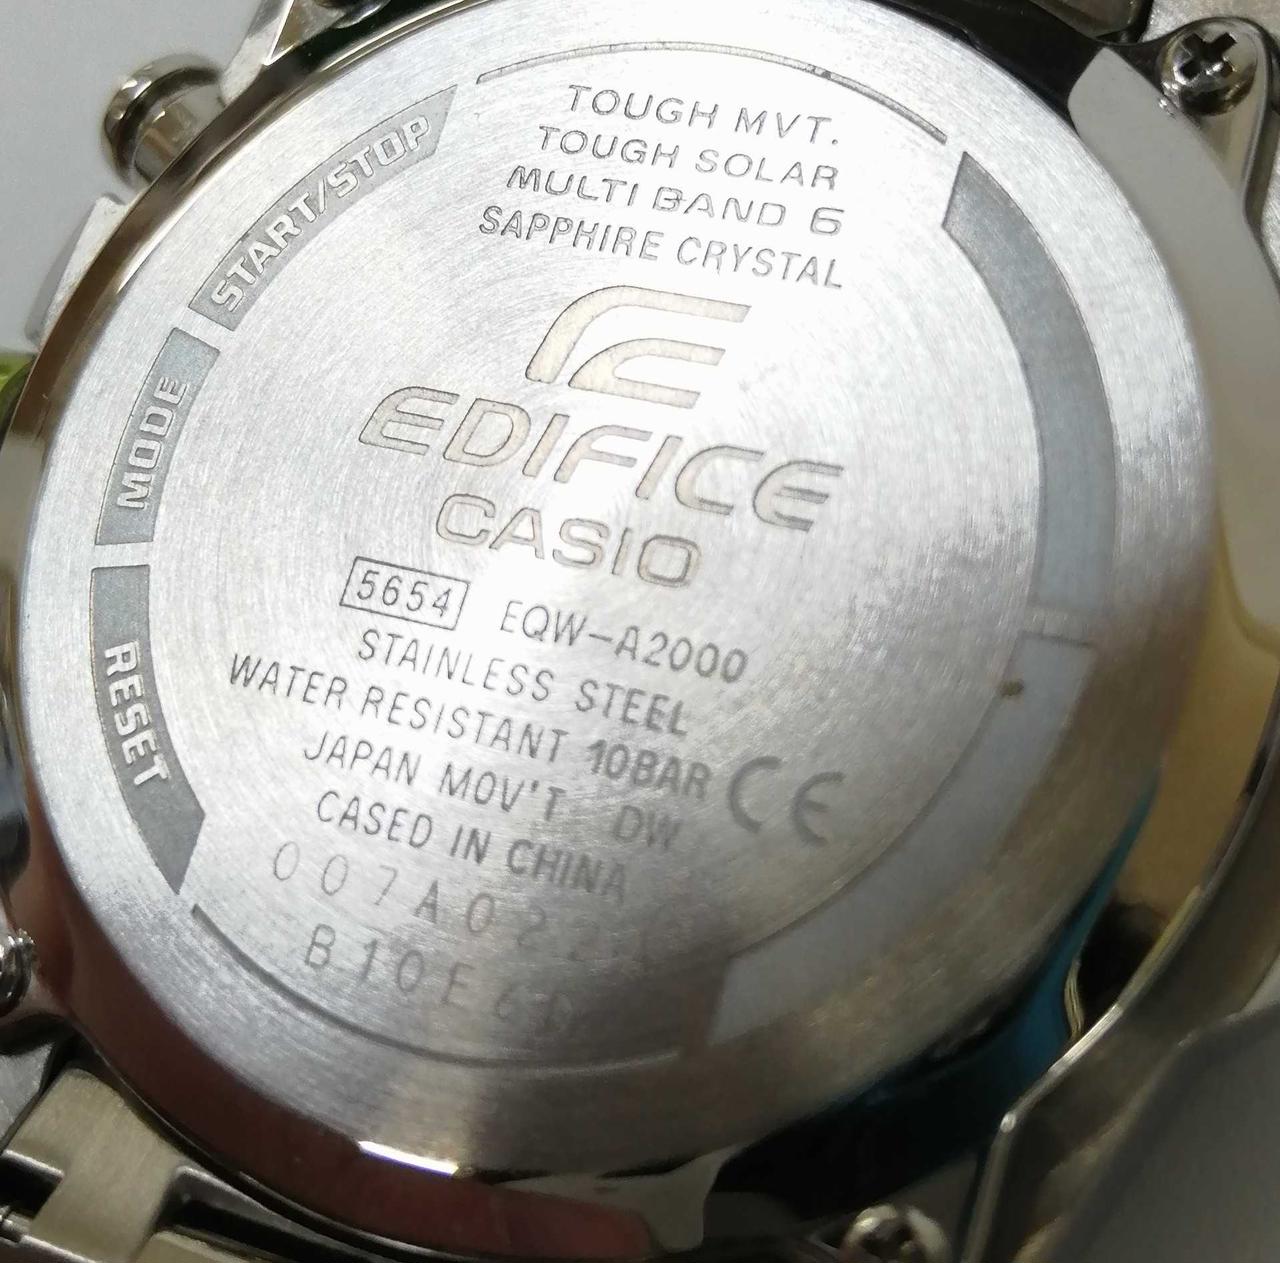 TOUGH MVT.
TOUGH SOLAR
MULTI BAND 6
SAPPHIRE CRYSTAL
START/STOP
MODE
RESET
EDIFICE
CASIO
5654 EQW-A2000
STAINLESS STEEL
WATER RESISTANT 10BAR CE
JAPAN MOV'T DW
CASED IN CHINA